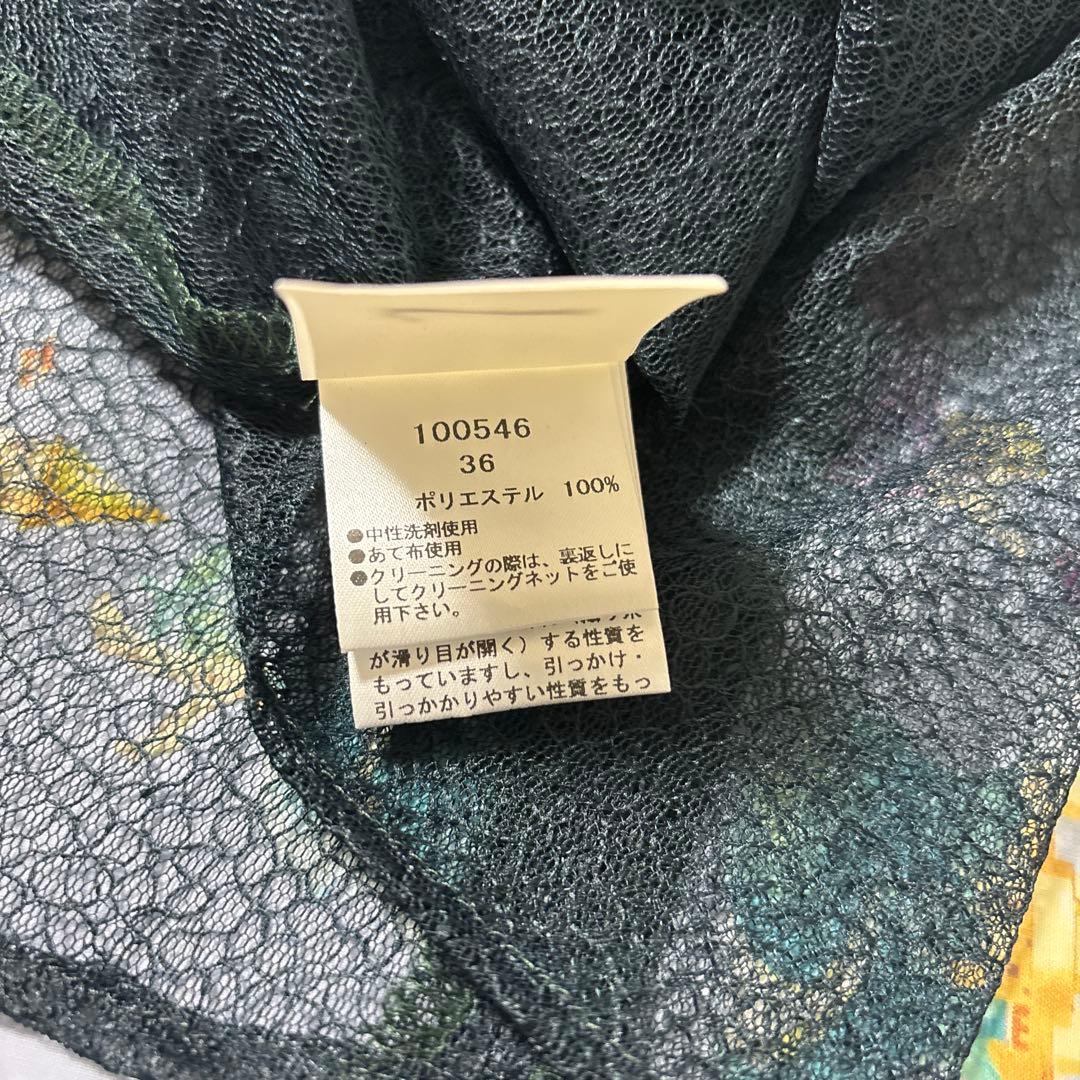 100546
36
ポリエステル 100%
●中性洗剤使用
●あて布使用
●クリーニングの際は、裏返しに
してクリーニングネットをご使
用下さい。
が滑り目が開く）する性質を
もっていますし、引っかけ・
引っかかりやすい性質をもっ
E